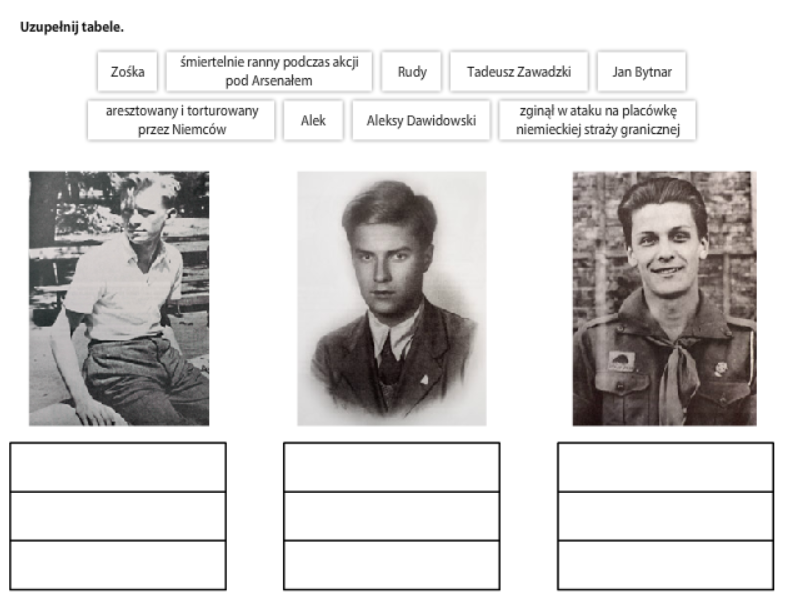 Uzupełnij tabele.
Zośka
śmiertelnie ranny podczas akcji
pod Arsenałem
Rudy
Tadeusz Zawadzki
Jan Bytnar
aresztowany i torturowany
przez Niemców
Alek
Aleksy Dawidowski
zginął w ataku na placówkę
niemieckiej straży granicznej